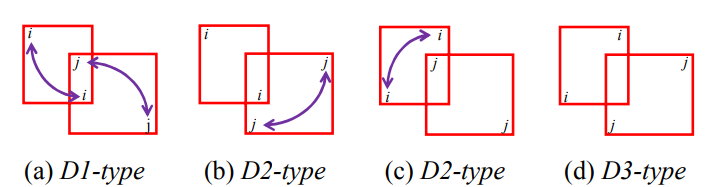 i i i i
j j j j
i i i i
j j j j
(a) D1-type (b) D2-type (c) D2-type (d) D3-type